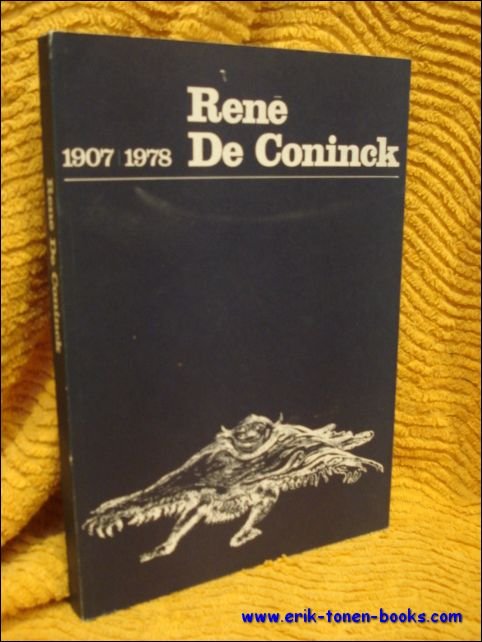 René
1907 | 1978 De Coninck
René De Coninck
www.erik-tonen-books.com